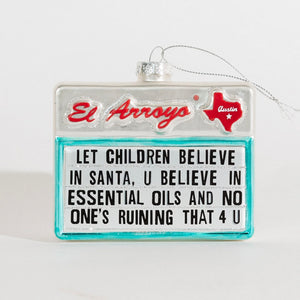 El Arroyo
Austin
LET CHILDREN BELIEVE
IN SANTA, U BELIEVE IN
ESSENTIAL OILS AND NO
ONE'S RUINING THAT 4 U